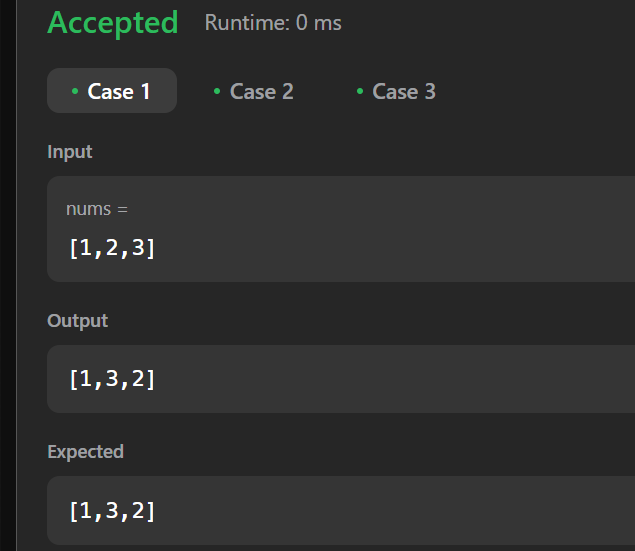 Accepted Runtime: 0 ms
• Case 1 • Case 2 • Case 3
Input
nums =
[1,2,3]
Output
[1,3,2]
Expected
[1,3,2]